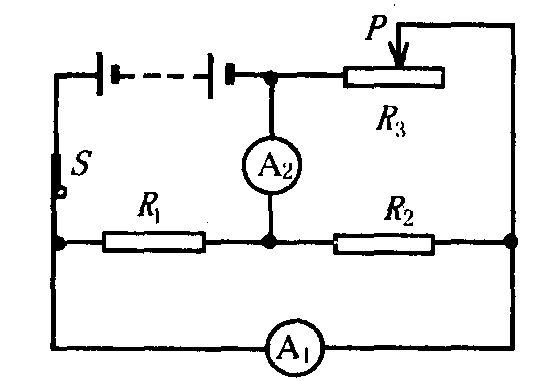 P
R₃
S
A₂
R₁
R₂
A₁